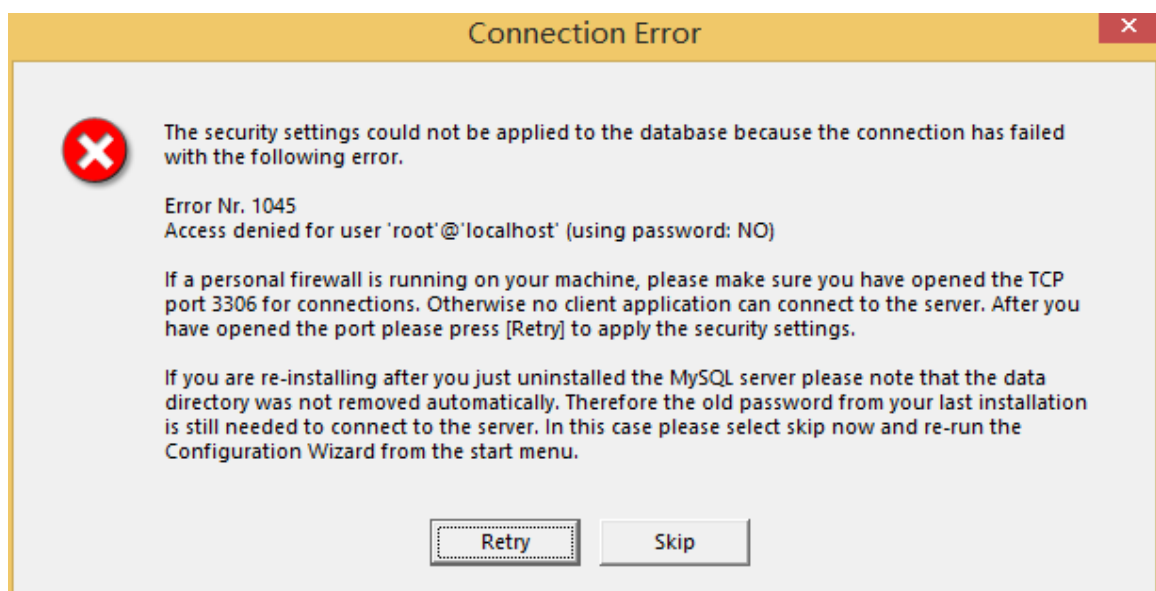 Connection Error
The security settings could not be applied to the database because the connection has failed
with the following error.
Error Nr. 1045
Access denied for user 'root'@'localhost' (using password: NO)
If a personal firewall is running on your machine, please make sure you have opened the TCP
port 3306 for connections. Otherwise no client application can connect to the server. After you
have opened the port please press [Retry] to apply the security settings.
If you are re-installing after you just uninstalled the MySQL server please note that the data
directory was not removed automatically. Therefore the old password from your last installation
is still needed to connect to the server. In this case please select skip now and re-run the
Configuration Wizard from the start menu.
Retry
Skip